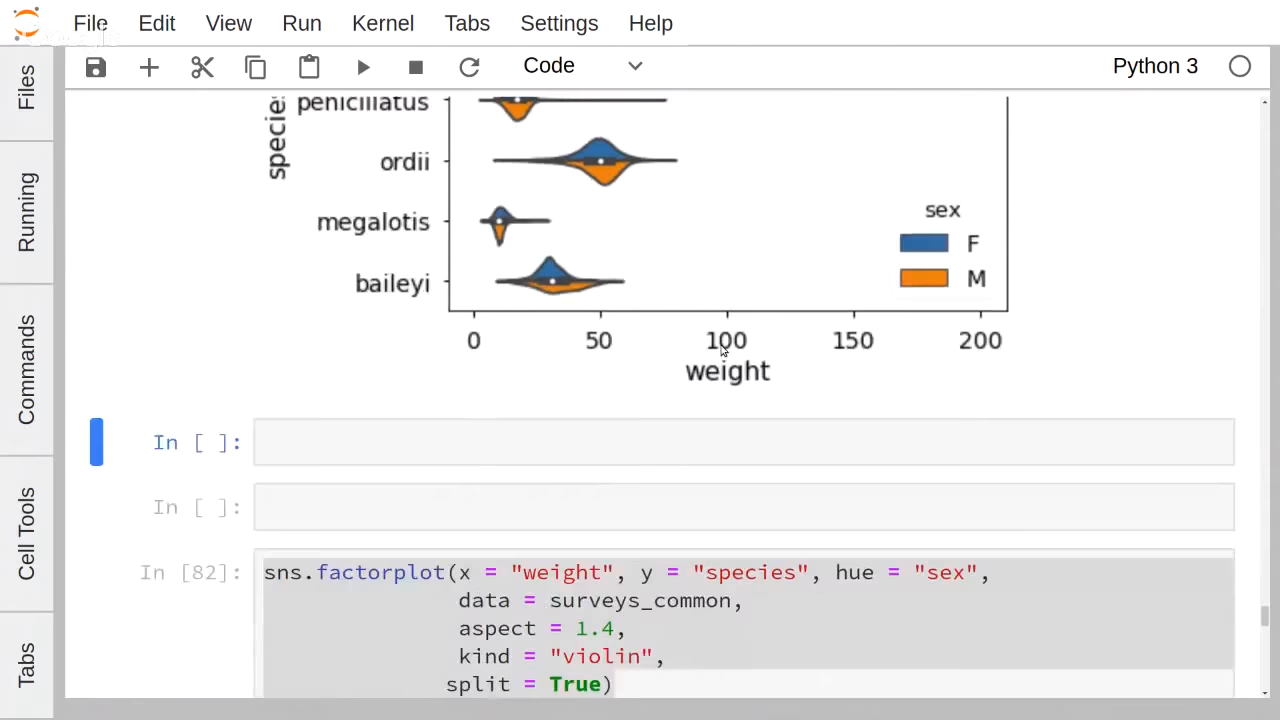 File Edit View Run Kernel Tabs Settings Help
Code Python 3
Files
Running
Commands
Cell Tools
Tabs
species
penicillatus
ordii
megalotis
baileyi
sex
F
M
0 50 100 150 200
weight
In [ ]:
In [ ]:
In [82]: sns.factorplot(x = "weight", y = "species", hue = "sex",
data = surveys_common,
aspect = 1.4,
kind = "violin",
split = True)